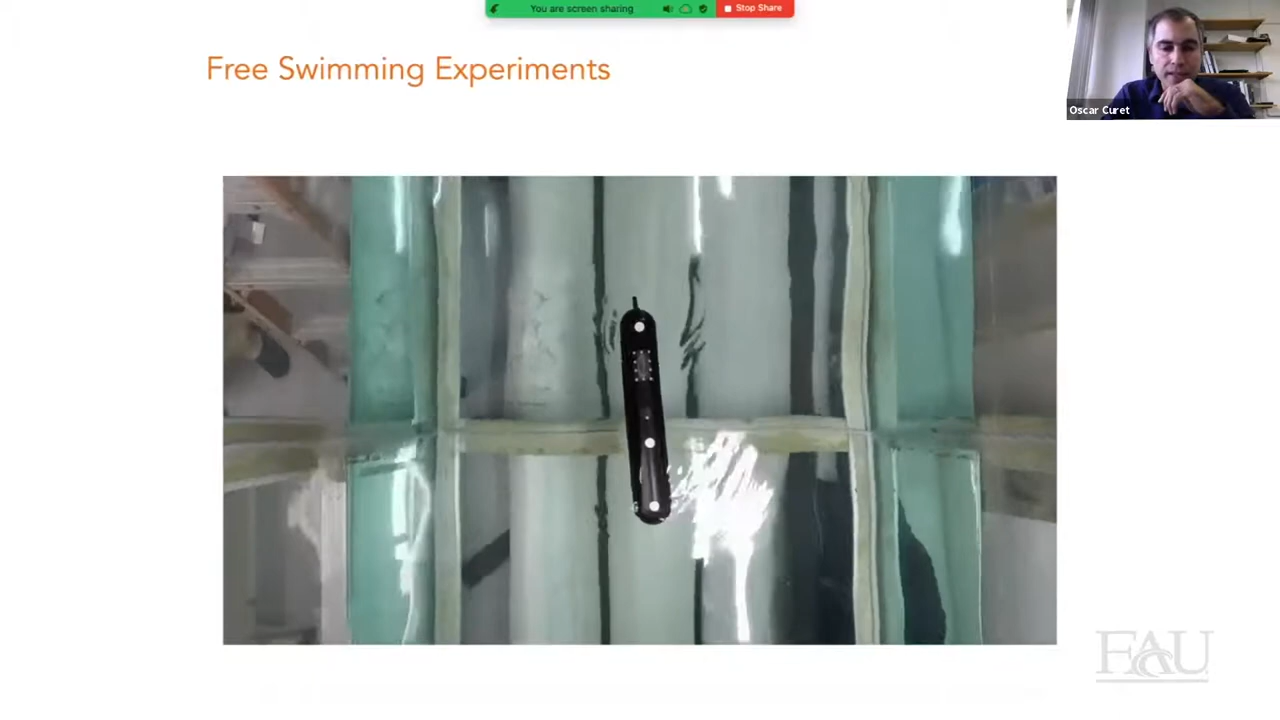 You are screen sharing
Stop Share
Free Swimming Experiments
Oscar Curet
FAU